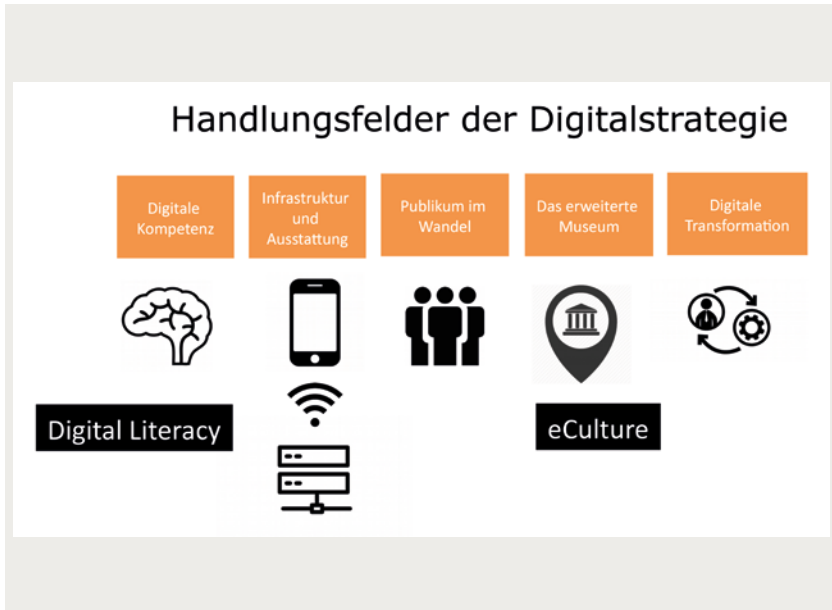 Handlungsfelder der Digitalstrategie
Digitale
Kompetenz
Infrastruktur
und
Ausstattung
Publikum im
Wandel
Das erweiterte
Museum
Digitale
Transformation
Digital Literacy
eCulture